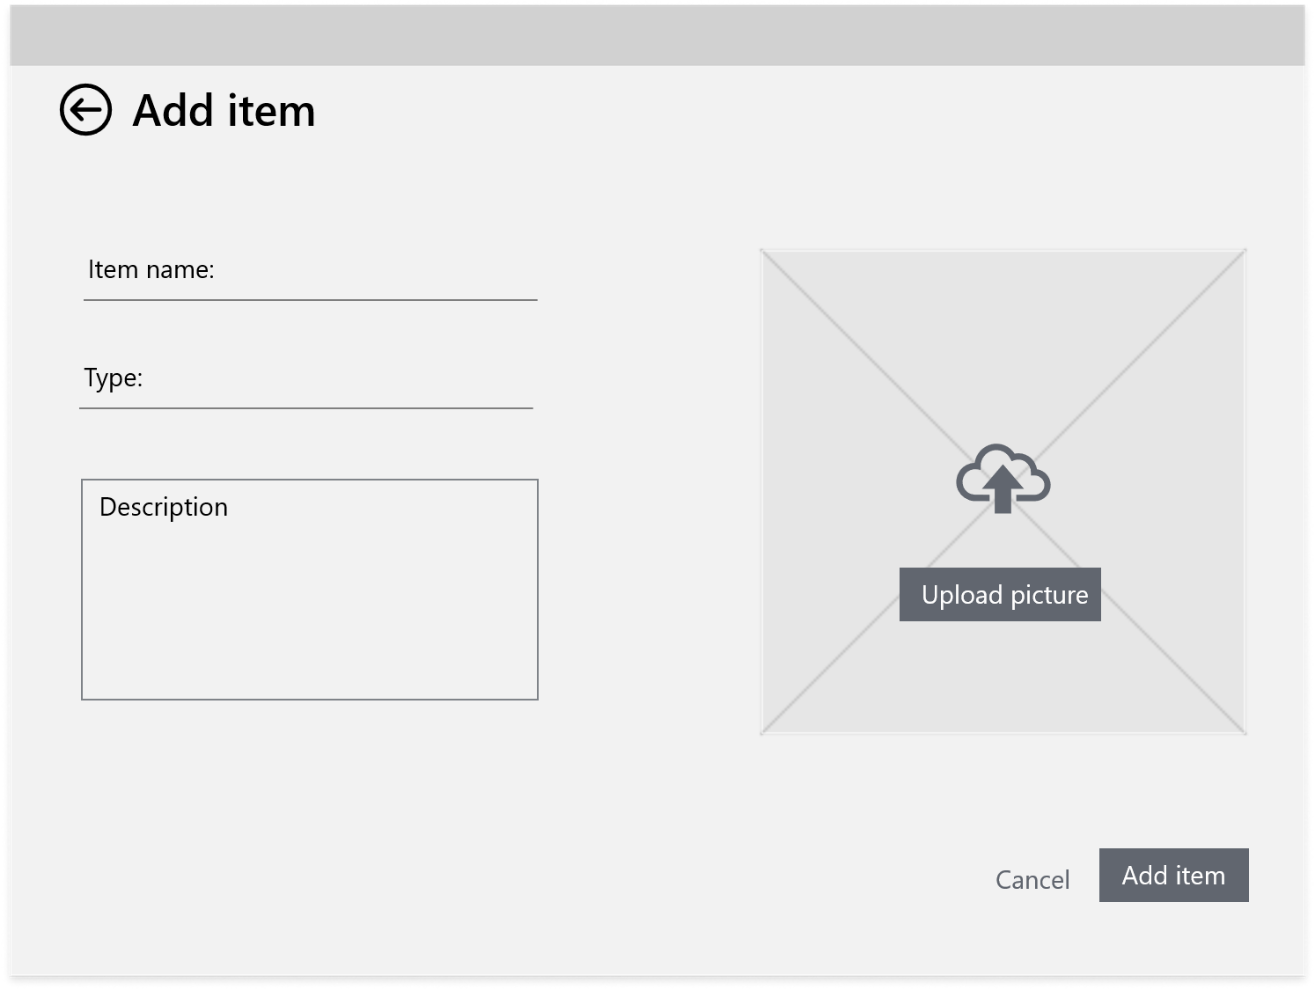 Add item
Item name:
Type:
Description
Upload picture
Cancel
Add item